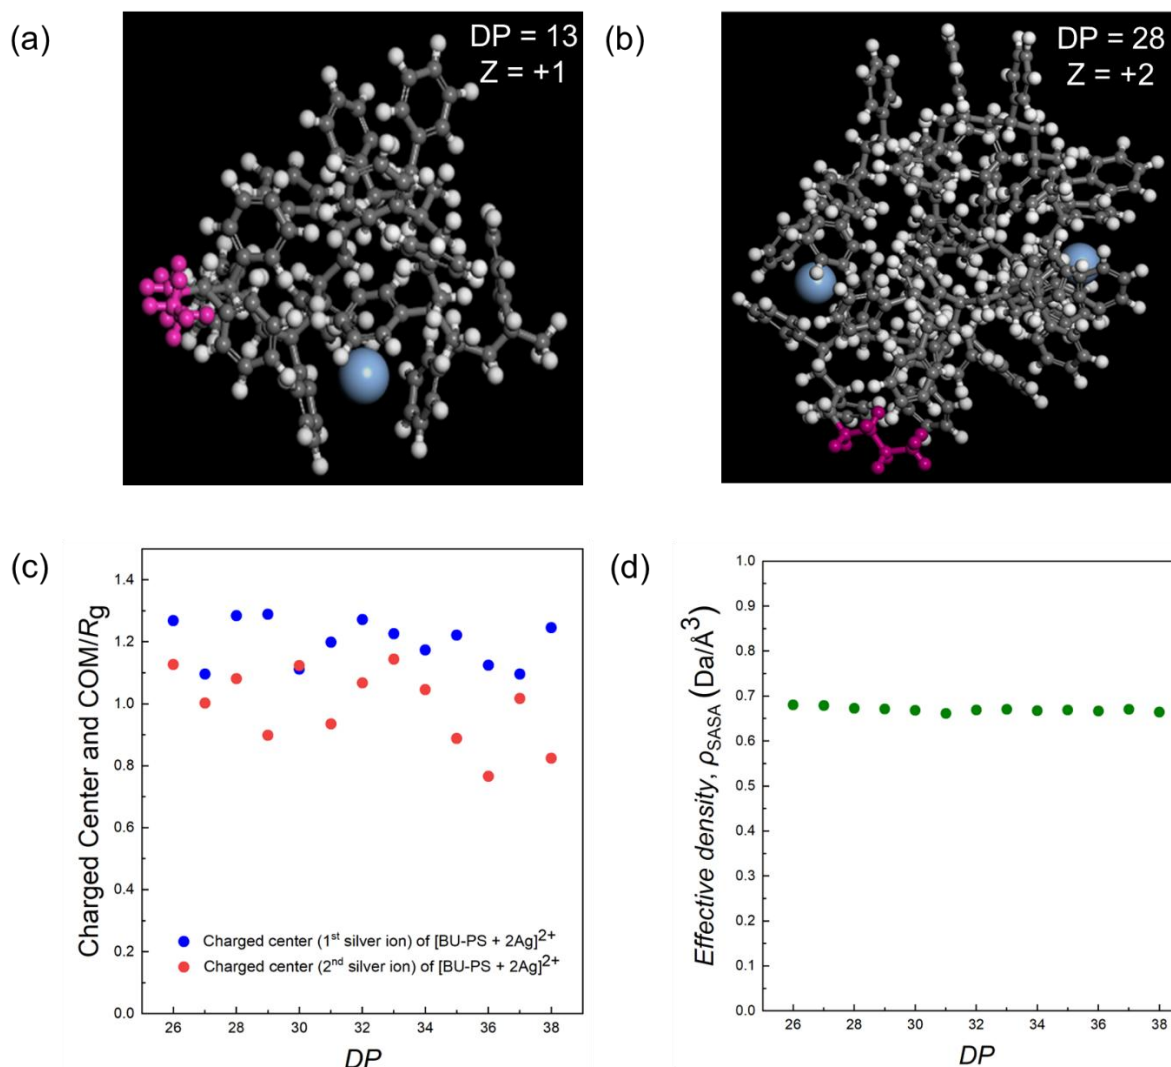 (a)
DP = 13
Z = +1
(b)
DP = 28
Z = +2
(c)
Charged Center and COM/Rg
1.4
1.2
1.0
0.8
0.6
0.4
0.2
0.0
Charged center (1st silver ion) of [BU-PS + 2Ag]2+
Charged center (2nd silver ion) of [BU-PS + 2Ag]2+
26 28 30 32 34 36 38
DP
(d)
Effective density, ρSASA (Da/Å3)
1.0
0.9
0.8
0.7
0.6
0.5
0.4
0.3
0.2
0.1
0.0
26 28 30 32 34 36 38
DP